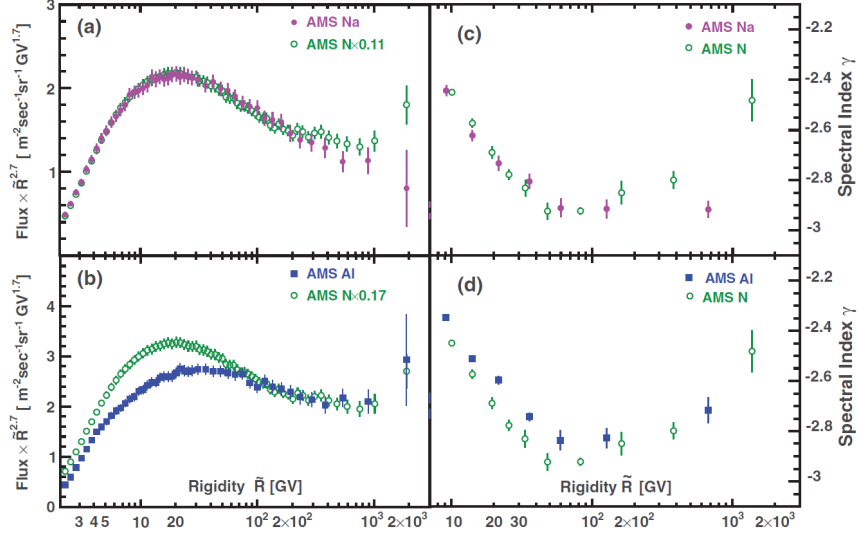 (a)
AMS Na
AMS N×0.11
3
2
1
Flux × R̃^2.7 [ m^-2sec^-1sr^-1 GV^1.7]
(c)
AMS Na
AMS N
-2.2
-2.4
-2.6
-2.8
-3
Spectral Index γ
(b)
AMS Al
AMS N×0.17
4
3
2
1
0
Flux × R̃^2.7 [ m^-2sec^-1sr^-1 GV^1.7]
Rigidity R̃ [GV]
3 4 5 10 20 10^2 2×10^2 10^3 2×10^3
(d)
AMS Al
AMS N
-2.2
-2.4
-2.6
-2.8
-3
Spectral Index γ
Rigidity R̃ [GV]
10 20 30 10^2 2×10^2 10^3 2×10^3